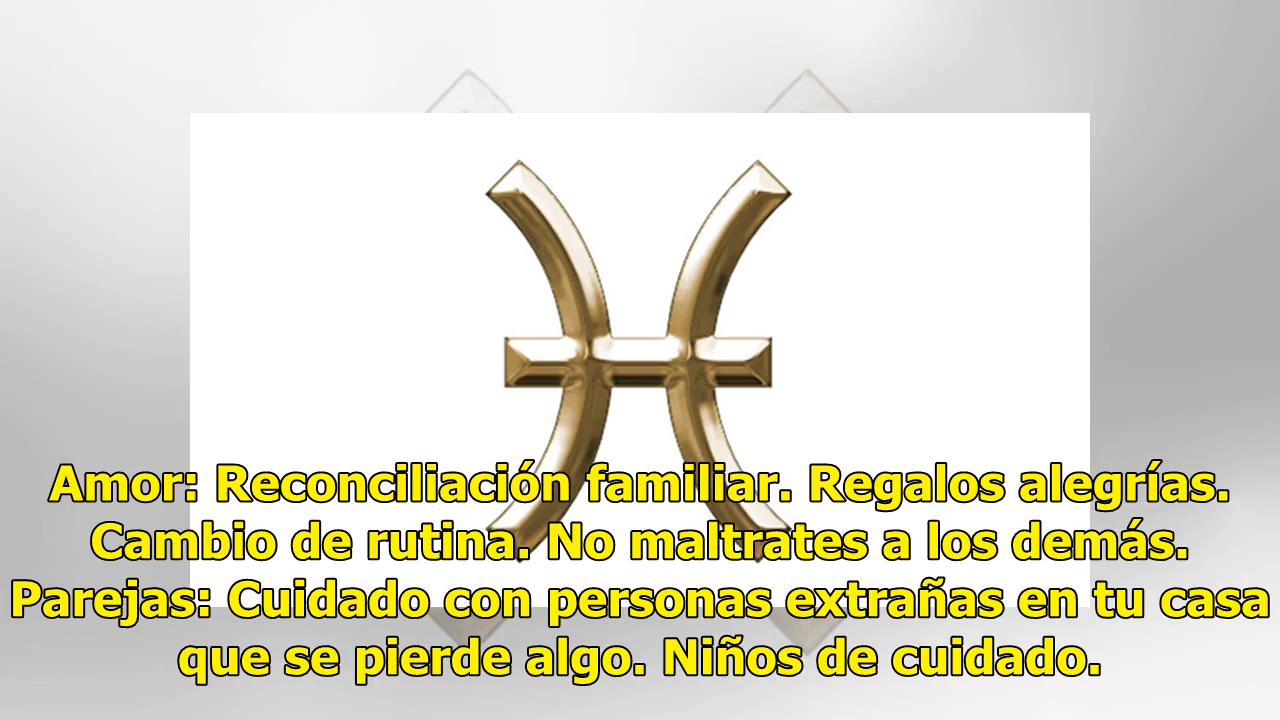 Amor: Reconciliación familiar. Regalos alegrías.
Cambio de rutina. No maltrates a los demás.
Parejas: Cuidado con personas extrañas en tu casa
que se pierde algo. Niños de cuidado.